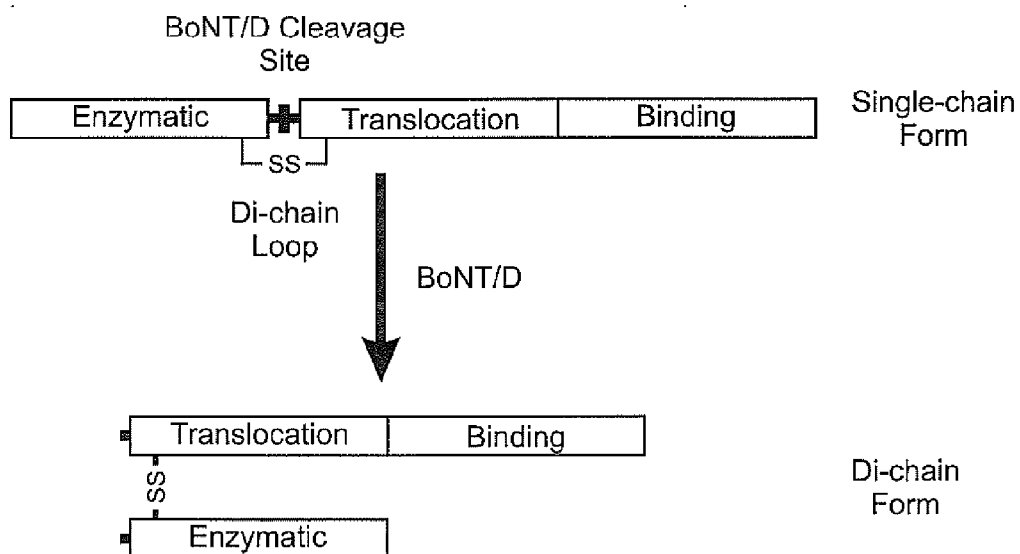 BoNT/D Cleavage
Site
Enzymatic
Translocation
Binding
Single-chain
Form
SS
Di-chain
Loop
BoNT/D
Translocation
Binding
SS
Di-chain
Form
Enzymatic